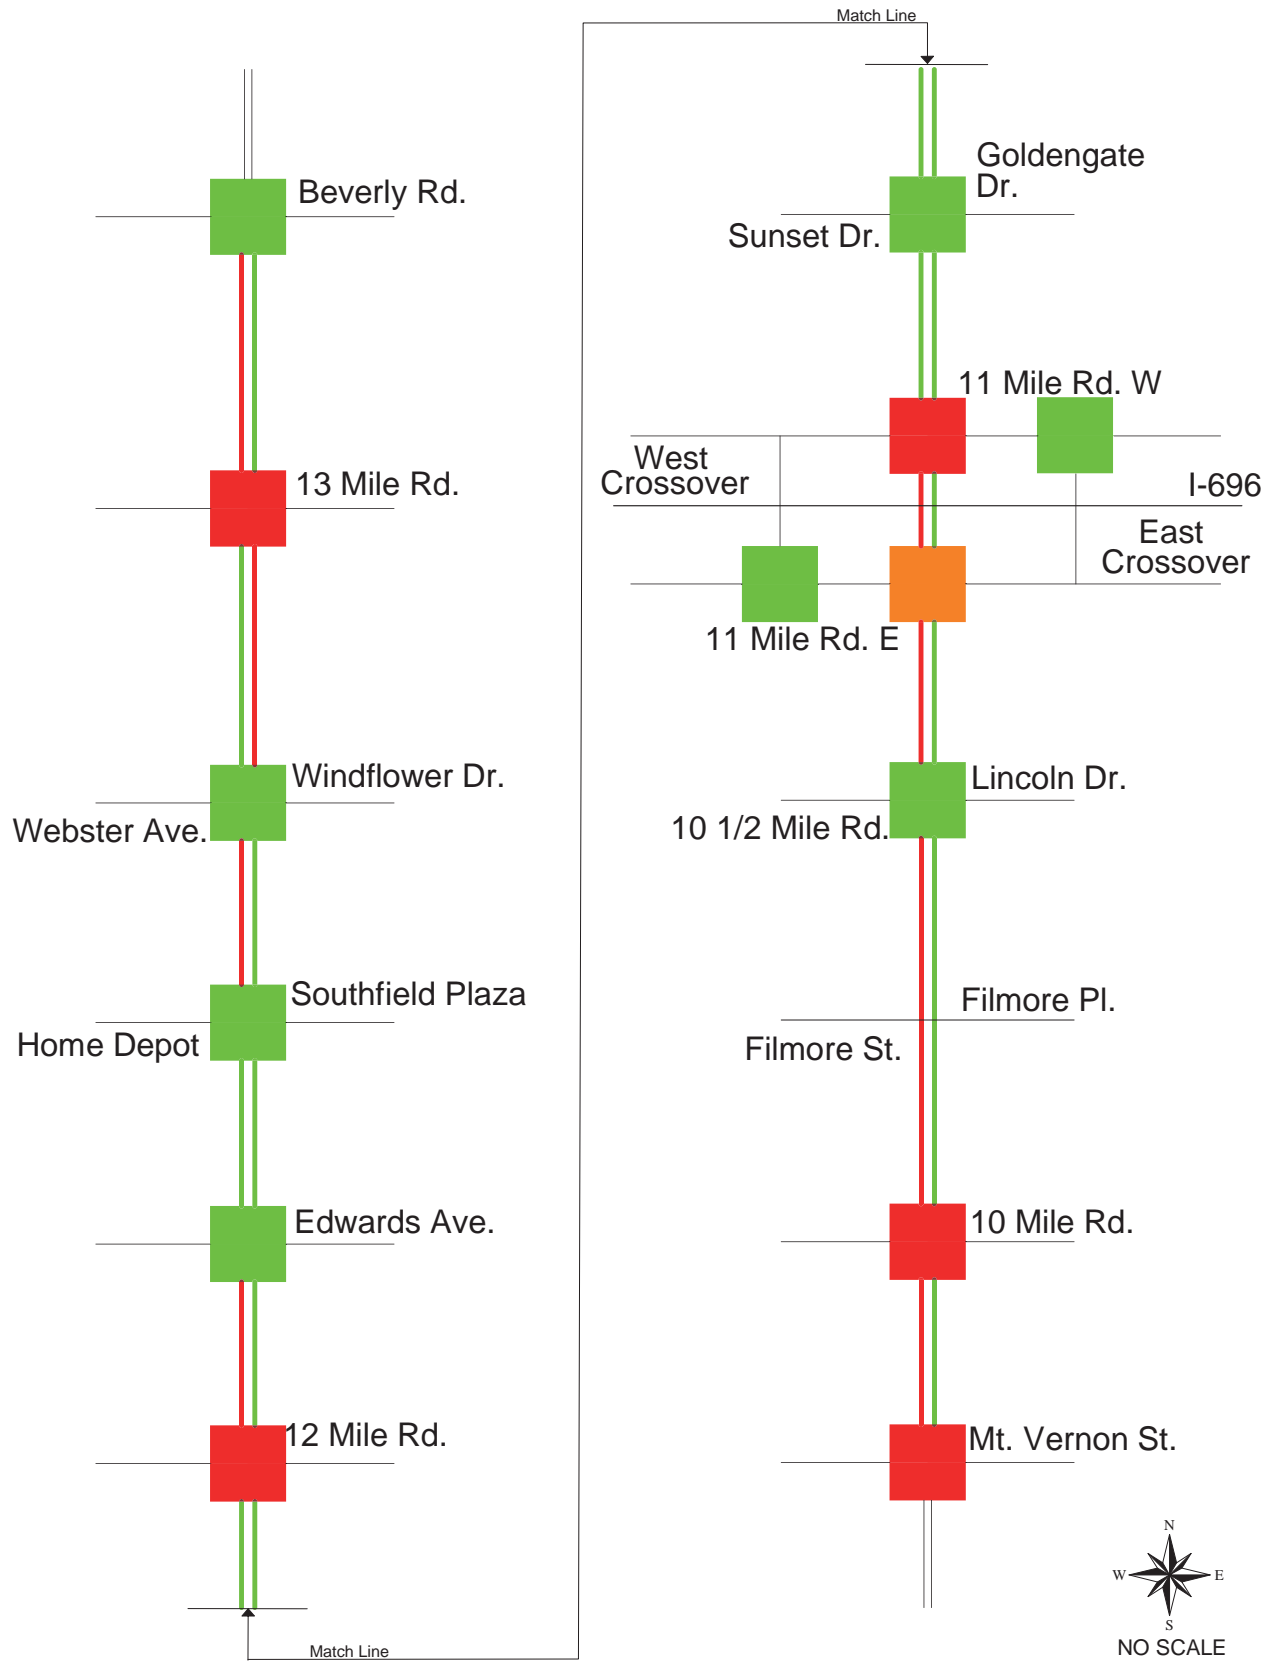 Match Line
Beverly Rd.
13 Mile Rd.
Windflower Dr.
Webster Ave.
Southfield Plaza
Home Depot
Edwards Ave.
12 Mile Rd.
Match Line
Goldengate
Dr.
Sunset Dr.
11 Mile Rd. W
West
Crossover
I-696
East
Crossover
11 Mile Rd. E
Lincoln Dr.
10 1/2 Mile Rd.
Filmore Pl.
Filmore St.
10 Mile Rd.
Mt. Vernon St.
N
W E
S
NO SCALE